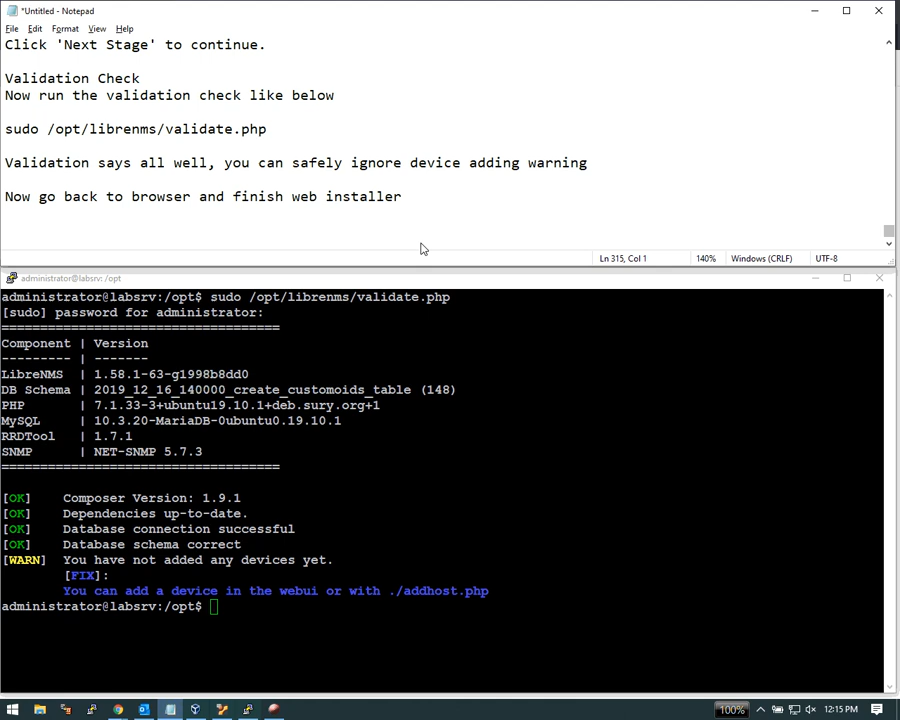 *Untitled - Notepad
File Edit Format View Help
Click 'Next Stage' to continue.
Validation Check
Now run the validation check like below
sudo /opt/librenms/validate.php
Validation says all well, you can safely ignore device adding warning
Now go back to browser and finish web installer
Ln 315, Col 1 140% Windows (CRLF) UTF-8
administrator@labsrv: /opt
administrator@labsrv:/opt$ sudo /opt/librenms/validate.php
[sudo] password for administrator:
====================================
Component | Version
--------- | -------
LibreNMS  | 1.58.1-63-g1998b8dd0
DB Schema | 2019_12_16_140000_create_customoids_table (148)
PHP       | 7.1.33-3+ubuntu19.10.1+deb.sury.org+1
MySQL     | 10.3.20-MariaDB-0ubuntu0.19.10.1
RRDTool   | 1.7.1
SNMP      | NET-SNMP 5.7.3
====================================
[OK]    Composer Version: 1.9.1
[OK]    Dependencies up-to-date.
[OK]    Database connection successful
[OK]    Database schema correct
[WARN]  You have not added any devices yet.
[FIX]:
You can add a device in the webui or with ./addhost.php
administrator@labsrv:/opt$
100% 12:15 PM